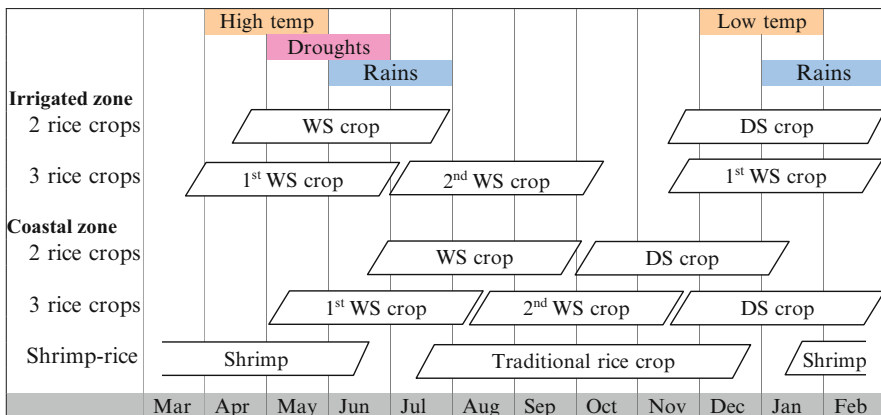 High temp Low temp
Droughts
Rains Rains
Irrigated zone
2 rice crops WS crop DS crop
3 rice crops 1st WS crop 2nd WS crop 1st WS crop
Coastal zone
2 rice crops WS crop DS crop
3 rice crops 1st WS crop 2nd WS crop DS crop
Shrimp-rice Shrimp Traditional rice crop Shrimp
Mar Apr May Jun Jul Aug Sep Oct Nov Dec Jan Feb